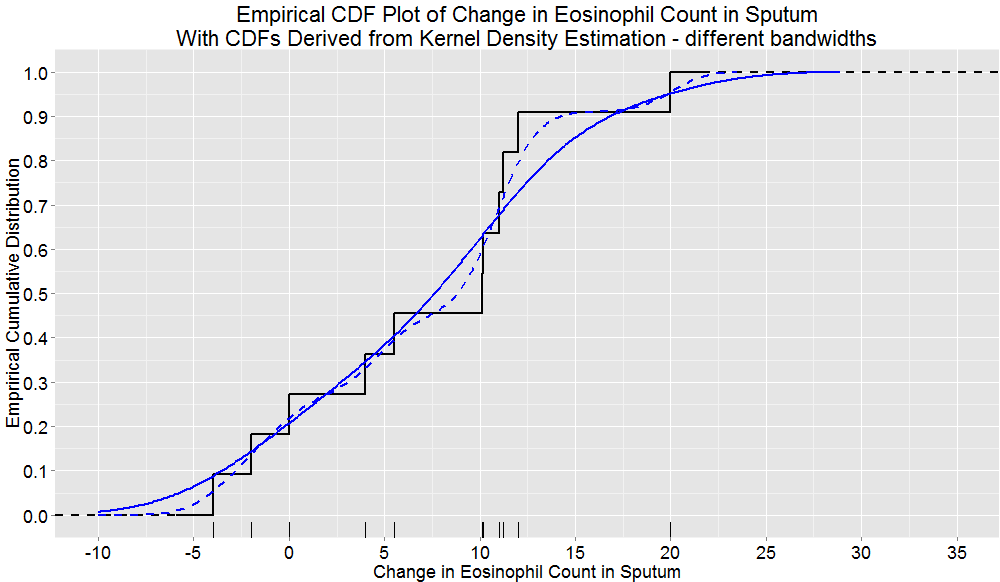 Empirical CDF Plot of Change in Eosinophil Count in Sputum
With CDFs Derived from Kernel Density Estimation - different bandwidths
Emprirical Cumulative Distribution
1.0
0.9
0.8
0.7
0.6
0.5
0.4
0.3
0.2
0.1
0.0
-10 -5 0 5 10 15 20 25 30 35
Change in Eosinophil Count in Sputum